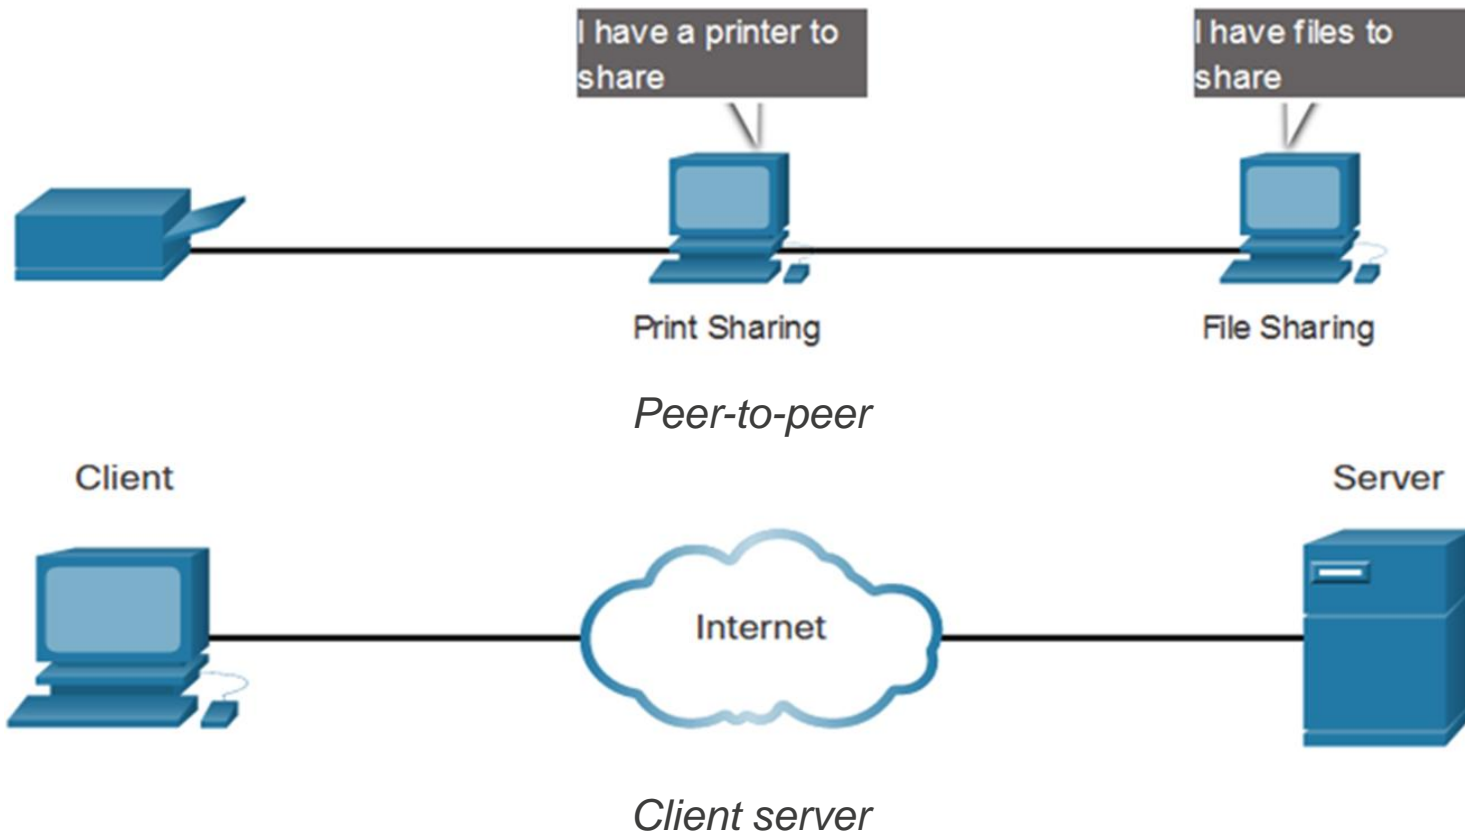 I have a printer to
share
I have files to
share
Print Sharing
File Sharing
Peer-to-peer
Client
Server
Internet
Client server